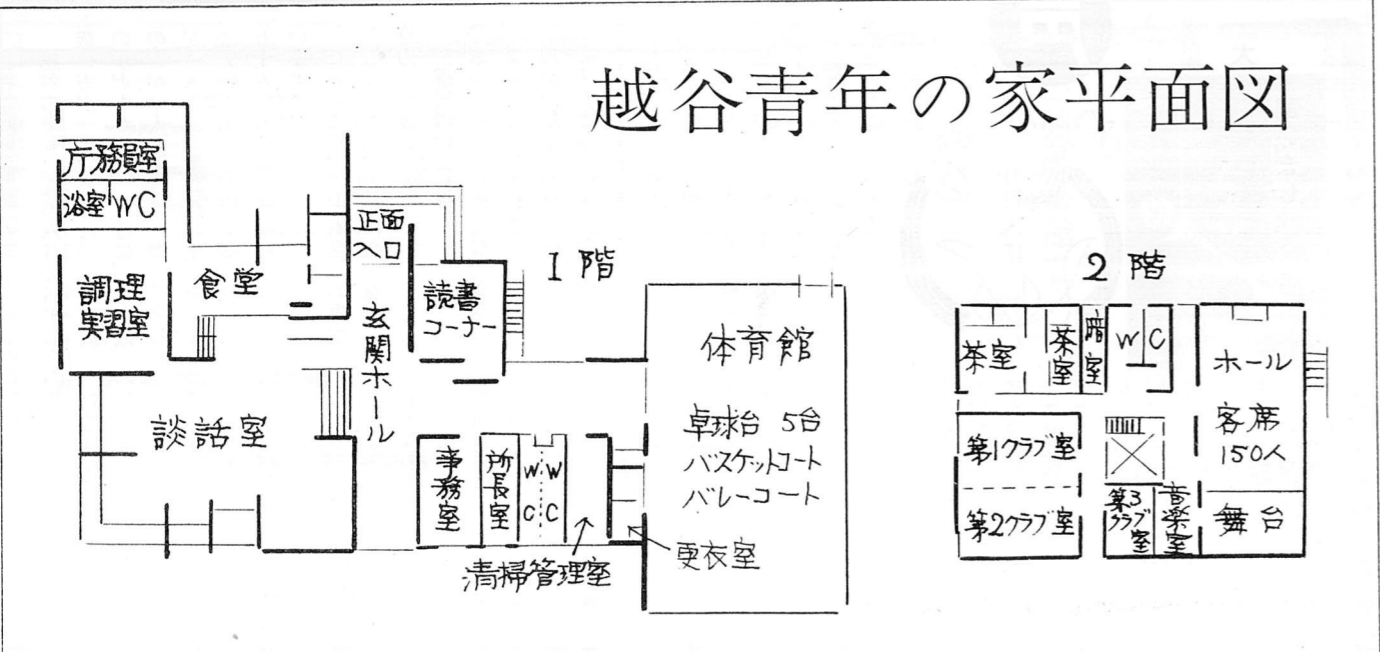 越谷青年の家平面図
1階
庁務員室
浴室
WC
調理
実習室
食堂
正面
入口
読書
コーナー
玄関ホール
談話室
事務室
所長室
WC
WC
清掃管理室
更衣室
体育館
卓球台 5台
バスケットコート
バレーコート
2階
茶室
茶室
暗室
WC
ホール
客席
150人
舞台
第1クラブ室
第2クラブ室
第3
クラブ
室
音楽室